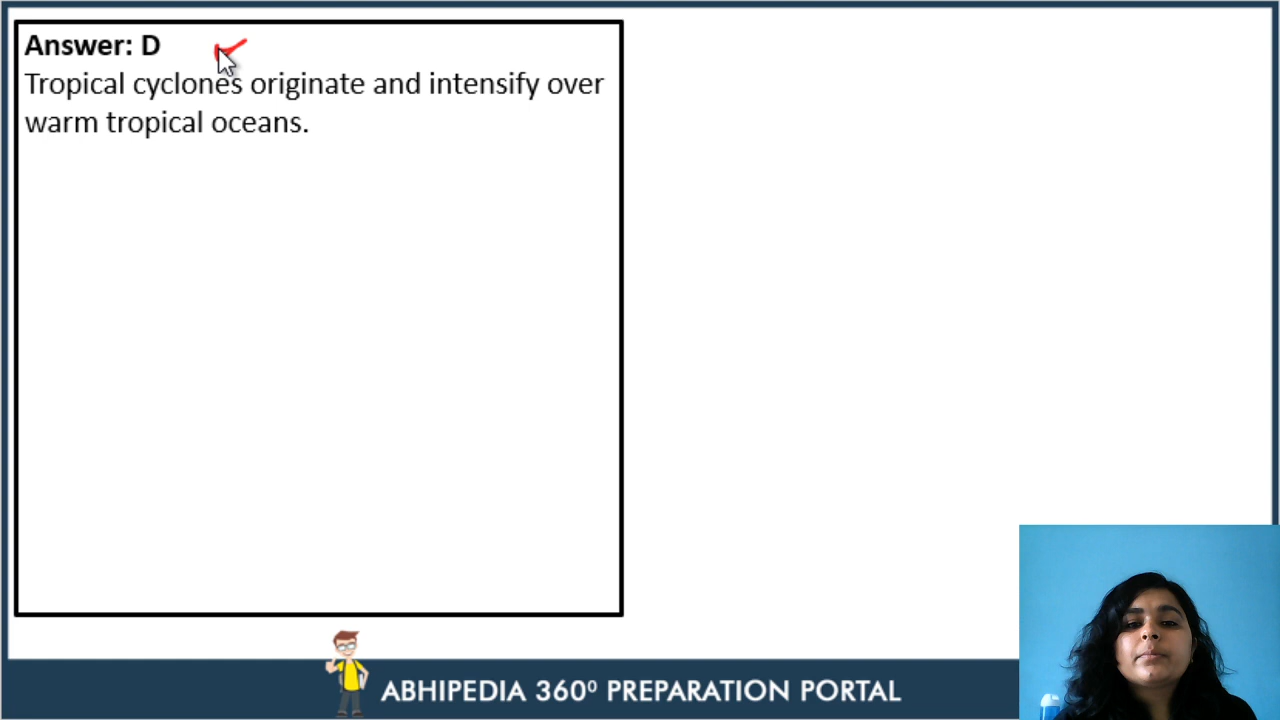 Answer: D
Tropical cyclones originate and intensify over
warm tropical oceans.
ABHIPEDIA 360⁰ PREPARATION PORTAL